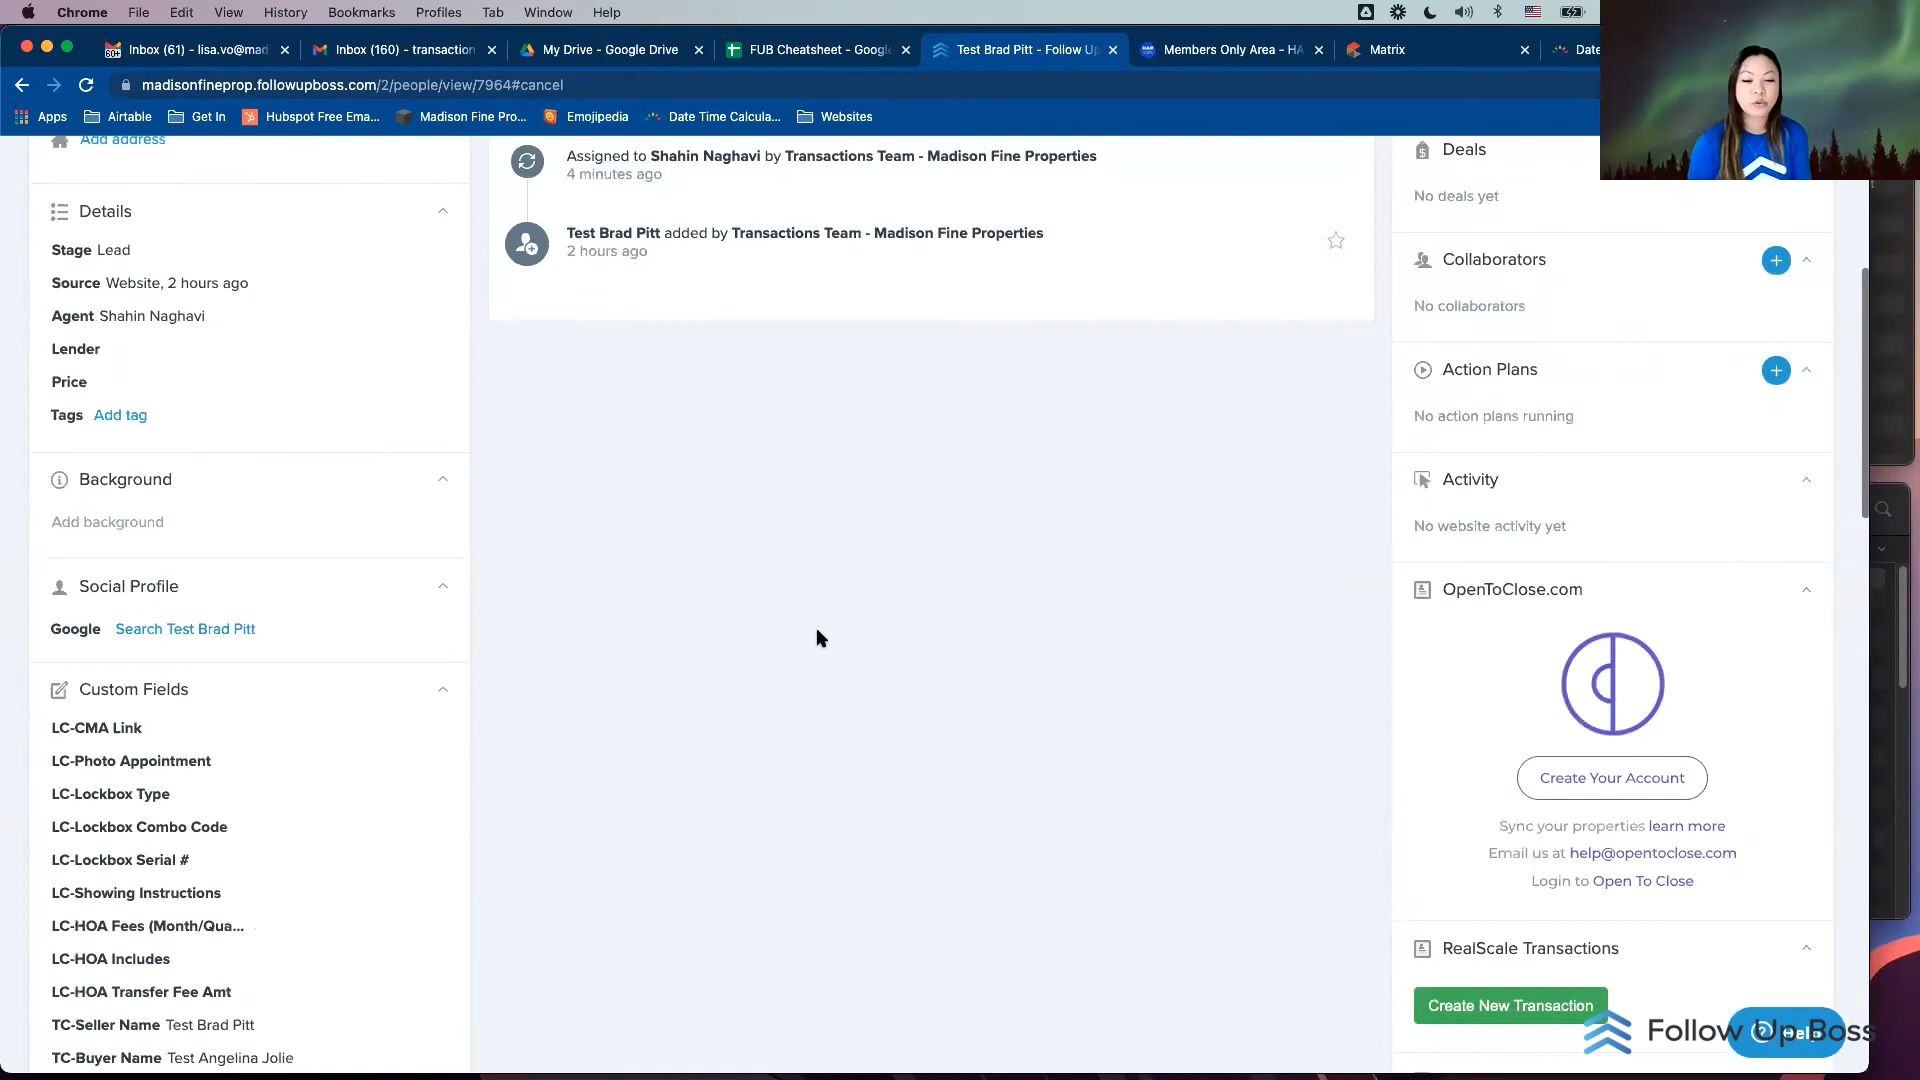 Chrome File Edit View History Bookmarks Profiles Tab Window Help
Inbox (61) - lisa.vo@mad
Inbox (160) - transaction
My Drive - Google Drive
FUB Cheatsheet - Google
Test Brad Pitt - Follow Up
Members Only Area - HA
Matrix
Date
madisonfineprop.followupboss.com/2/people/view/7964#cancel
Apps Airtable Get In Hubspot Free Ema... Madison Fine Pro... Emojipedia Date Time Calcula... Websites
Add address
Details
Stage Lead
Source Website, 2 hours ago
Agent Shahin Naghavi
Lender
Price
Tags Add tag
Background
Add background
Social Profile
Google Search Test Brad Pitt
Custom Fields
LC-CMA Link
LC-Photo Appointment
LC-Lockbox Type
LC-Lockbox Combo Code
LC-Lockbox Serial #
LC-Showing Instructions
LC-HOA Fees (Month/Qua...
LC-HOA Includes
LC-HOA Transfer Fee Amt
TC-Seller Name Test Brad Pitt
TC-Buyer Name Test Angelina Jolie
Assigned to Shahin Naghavi by Transactions Team - Madison Fine Properties
4 minutes ago
Test Brad Pitt added by Transactions Team - Madison Fine Properties
2 hours ago
Deals
No deals yet
Collaborators
No collaborators
Action Plans
No action plans running
Activity
No website activity yet
OpenToClose.com
Create Your Account
Sync your properties learn more
Email us at help@opentoclose.com
Login to Open To Close
RealScale Transactions
Create New Transaction
Follow Up Boss
Help